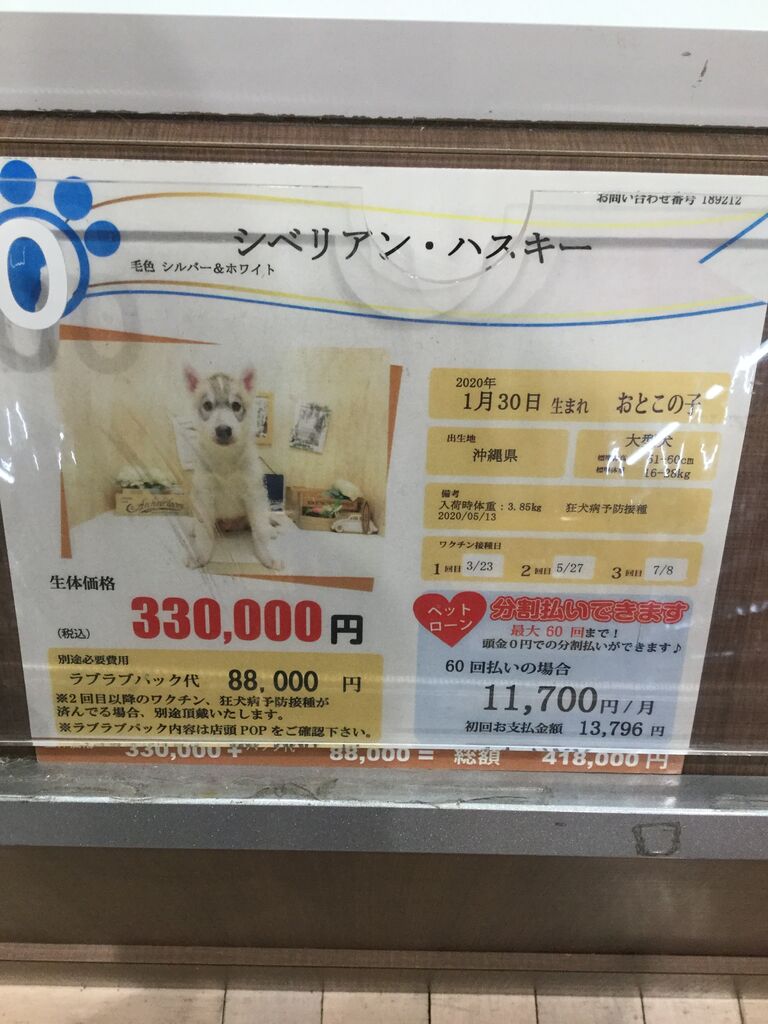 お問い合わせ番号 189212
シベリアン・ハスキー
毛色 シルバー&ホワイト
2020年
1月30日 生まれ おとこの子
出生地
沖縄県
大型犬
51-60cm
16-28kg
備考
入荷時体重:3.85kg 狂犬病予防接種
2020/05/13
ワクチン接種日
1回目 3/23 2回目 5/27 3回目 7/8
生体価格
(税込) 330,000円
別途必要費用
ラブラブパック代 88,000 円
※2回目以降のワクチン、狂犬病予防接種が
済んでる場合、別途頂戴いたします。
※ラブラブパック内容は店頭POPをご確認下さい。
ペット
ローン
分割払いできます
最大 60 回まで!
頭金0円での分割払いができます♪
60 回払いの場合
11,700円/月
初回お支払金額 13,796 円
330,000 + 88,000 = 総額 418,000円